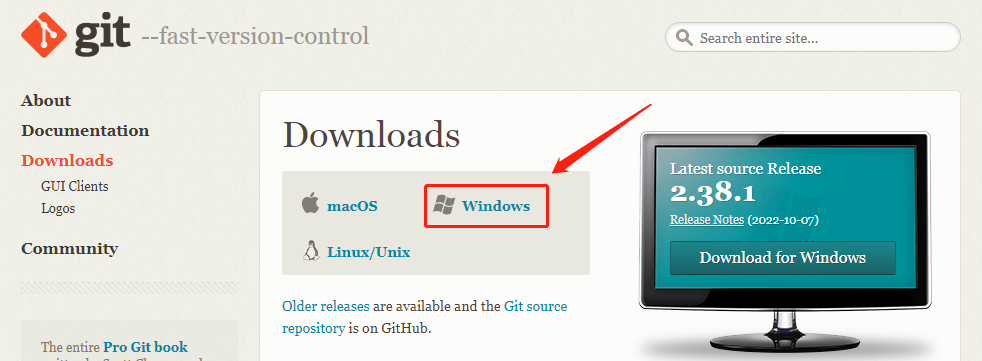 git --fast-version-control
Search entire site...
About
Documentation
Downloads
GUI Clients
Logos
Community
The entire Pro Git book
Downloads
macOS
Windows
Linux/Unix
Older releases are available and the Git source
repository is on GitHub.
Latest source Release
2.38.1
Release Notes (2022-10-07)
Download for Windows